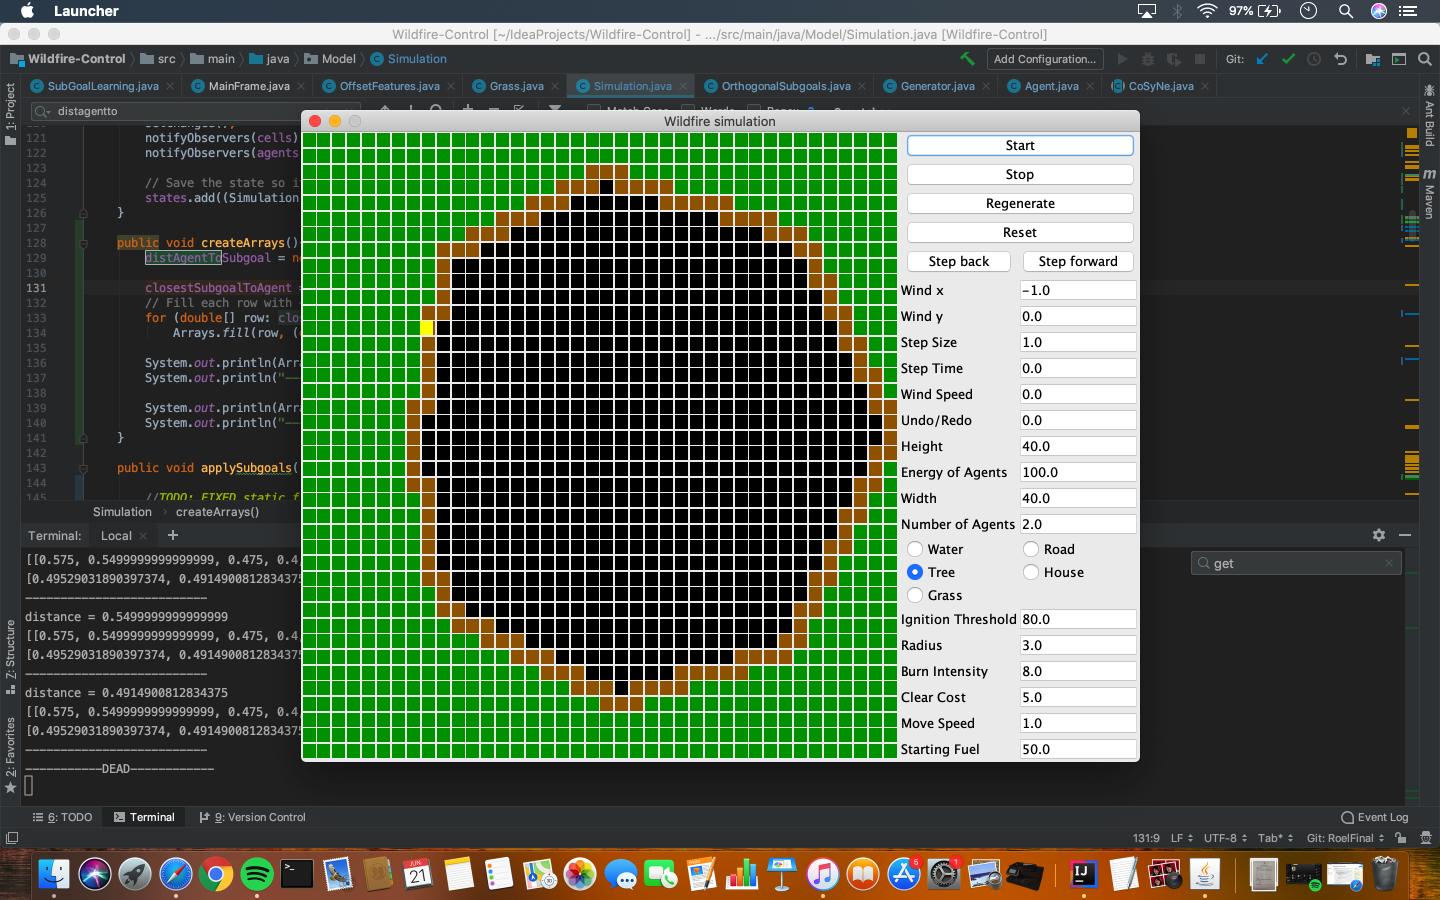 Launcher
97%
Wildfire-Control [~/IdeaProjects/Wildfire-Control] - .../src/main/java/Model/Simulation.java [Wildfire-Control]
Wildfire-Control src main java Model Simulation
Add Configuration...
Git:
SubGoalLearning.java MainFrame.java OffsetFeatures.java Grass.java Simulation.java OrthogonalSubgoals.java Generator.java Agent.java CoSyNe.java
distagentto
1: Project
Ant Build
Maven
121 notifyObservers(cells)
122 notifyObservers(agents
123
124 // Save the state so i
125 states.add((Simulation
126 }
127
128 public void createArrays()
129 distAgentToSubgoal = n
130
131 closestSubgoalToAgent
132 // Fill each row with
133 for (double[] row: clo
134 Arrays.fill(row, (
135
136 System.out.println(Arr
137 System.out.println("—
138
139 System.out.println(Arr
140 System.out.println("—
141 }
142
143 public void applySubgoals(
144
145 //TODO: FIXED static f
Simulation createArrays()
Wildfire simulation
Start
Stop
Regenerate
Reset
Step back Step forward
Wind x -1.0
Wind y 0.0
Step Size 1.0
Step Time 0.0
Wind Speed 0.0
Undo/Redo 0.0
Height 40.0
Energy of Agents 100.0
Width 40.0
Number of Agents 2.0
Water Road
Tree House
Grass
Ignition Threshold 80.0
Radius 3.0
Burn Intensity 8.0
Clear Cost 5.0
Move Speed 1.0
Starting Fuel 50.0
Terminal: Local +
get
[[0.575, 0.5499999999999999, 0.475, 0.4
[0.49529031890397374, 0.4914900812834375
——————————————————————————
distance = 0.5499999999999999
[[0.575, 0.5499999999999999, 0.475, 0.4
[0.49529031890397374, 0.4914900812834375
——————————————————————————
distance = 0.4914900812834375
[[0.575, 0.5499999999999999, 0.475, 0.4
[0.49529031890397374, 0.4914900812834375
——————————————————————————
———————————DEAD————————————
Z: Structure
2: Favorites
6: TODO Terminal 9: Version Control
Event Log
131:9 LF UTF-8 Tab* Git: RoelFinal
JUN
21
5
1
IJ